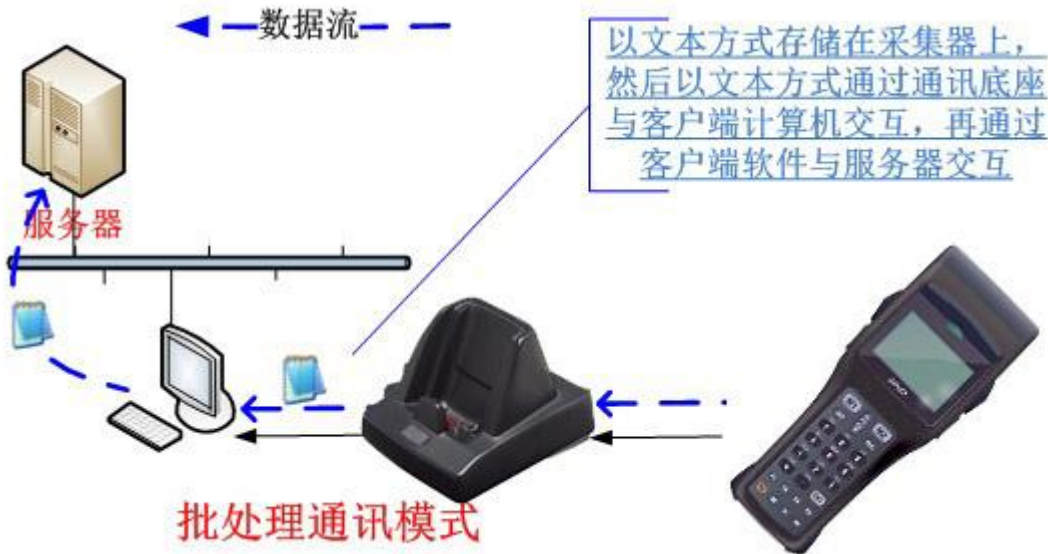 数据流
以文本方式存储在采集器上，
然后以文本方式通过通讯底座
与客户端计算机交互，再通过
客户端软件与服务器交互
服务器
批处理通讯模式